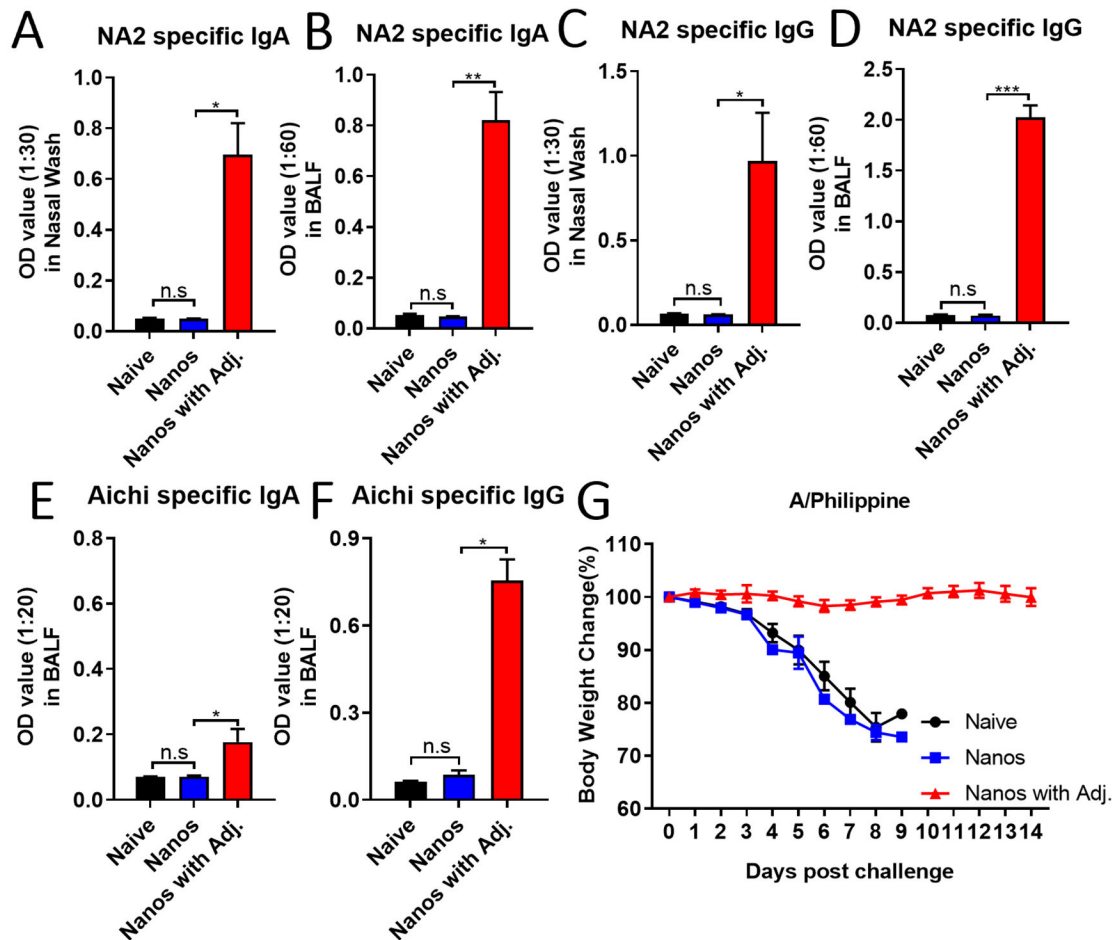 A
NA2 specific IgA
OD value (1:30)
in Nasal Wash
1.0
0.8
0.6
0.4
0.2
0.0
n.s
*
Naive
Nanos
Nanos with Adj.
B
NA2 specific IgA
OD value (1:60)
in BALF
1.0
0.8
0.6
0.4
0.2
0.0
n.s
**
Naive
Nanos
Nanos with Adj.
C
NA2 specific IgG
OD value (1:30)
in Nasal Wash
1.5
1.0
0.5
0.0
n.s
*
Naive
Nanos
Nanos with Adj.
D
NA2 specific IgG
OD value (1:60)
in BALF
2.5
2.0
1.5
1.0
0.5
0.0
n.s
***
Naive
Nanos
Nanos with Adj.
E
Aichi specific IgA
OD value (1:20)
in BALF
0.8
0.6
0.4
0.2
0.0
n.s
*
Naive
Nanos
Nanos with Adj.
F
Aichi specific IgG
OD value (1:20)
in BALF
0.9
0.6
0.3
0.0
n.s
*
Naive
Nanos
Nanos with Adj.
G
A/Philippine
Body Weight Change(%)
110
100
90
80
70
60
Naive
Nanos
Nanos with Adj.
0 1 2 3 4 5 6 7 8 9 10 11 12 13 14
Days post challenge